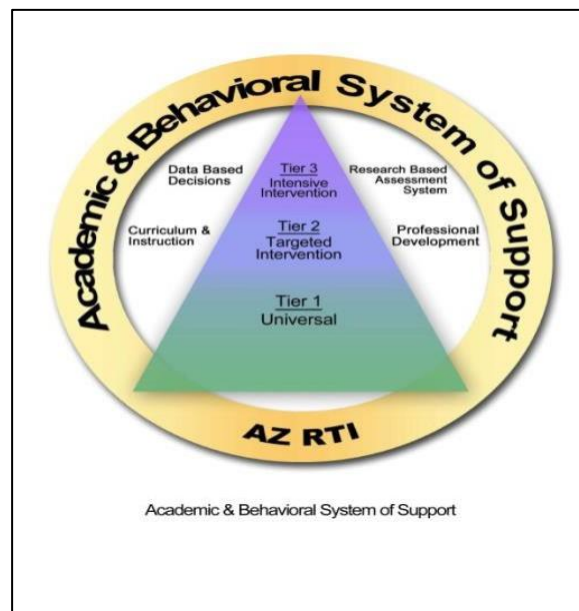 Academic & Behavioral System of Support
Data Based
Decisions
Tier 3
Intensive
Intervention
Research Based
Assessment
System
Curriculum &
Instruction
Tier 2
Targeted
Intervention
Professional
Development
Tier 1
Universal
AZ RTI
Academic & Behavioral System of Support